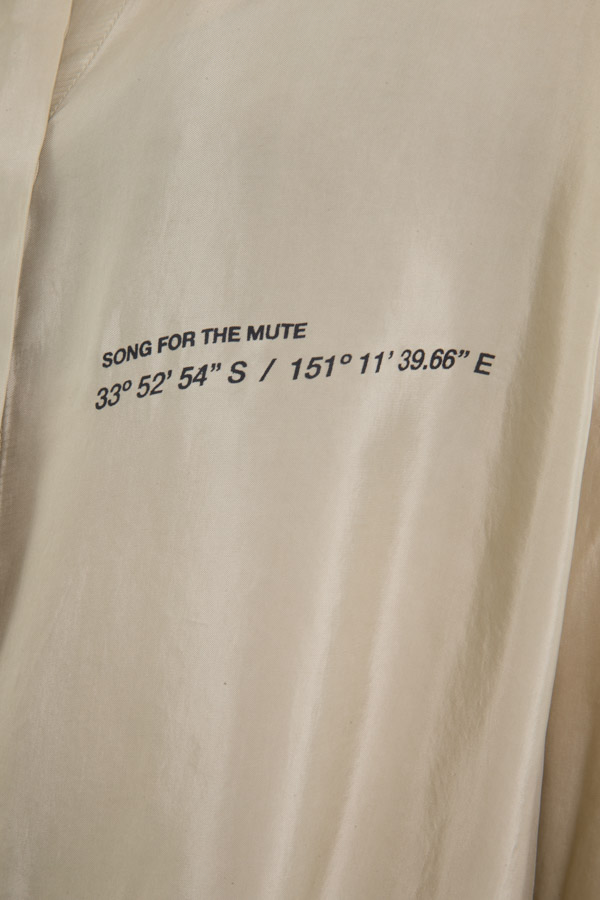 SONG FOR THE MUTE
33º 52’ 54” S / 151º 11’ 39.66” E